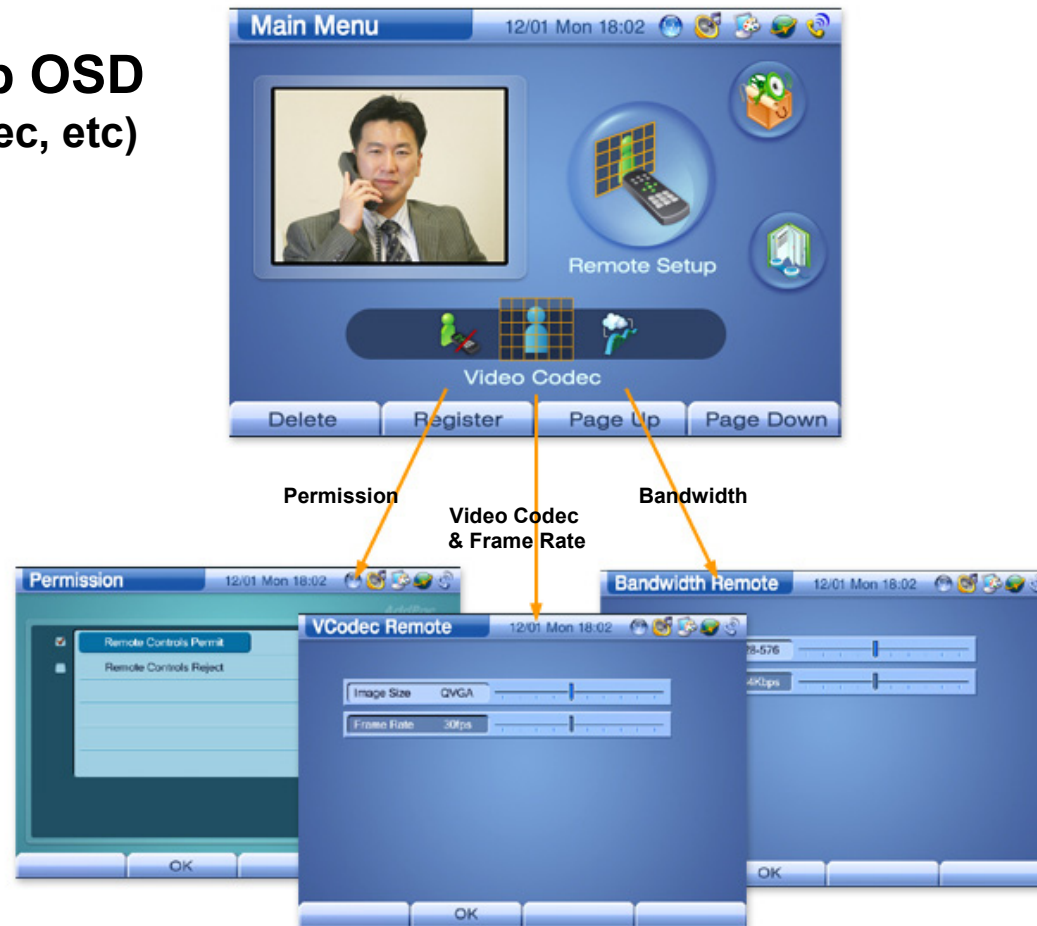 OSD
ec, etc)
Main Menu 12/01 Mon 18:02
Remote Setup
Video Codec
Delete Register Page Up Page Down
Permission
Video Codec
& Frame Rate
Bandwidth
Permission 12/01 Mon 18:02
Remote Controls Permit
Remote Controls Reject
OK
VCodec Remote 12/01 Mon 18:02
Image Size QVGA
Frame Rate 30fps
OK
Bandwidth Remote 12/01 Mon 18:02
28-576
4Kbps
OK